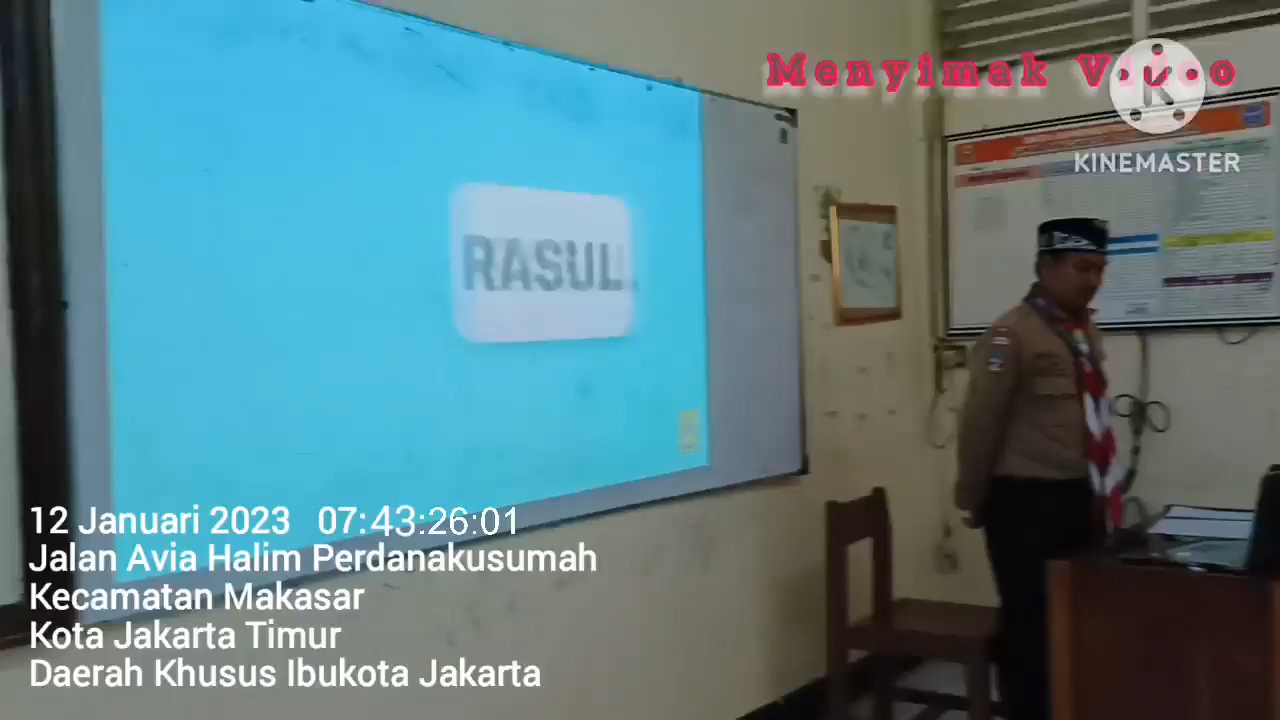 Menyimak Video
KINEMASTER
RASUL.
12 Januari 2023 07:43:26:01
Jalan Avia Halim Perdanakusumah
Kecamatan Makasar
Kota Jakarta Timur
Daerah Khusus Ibukota Jakarta